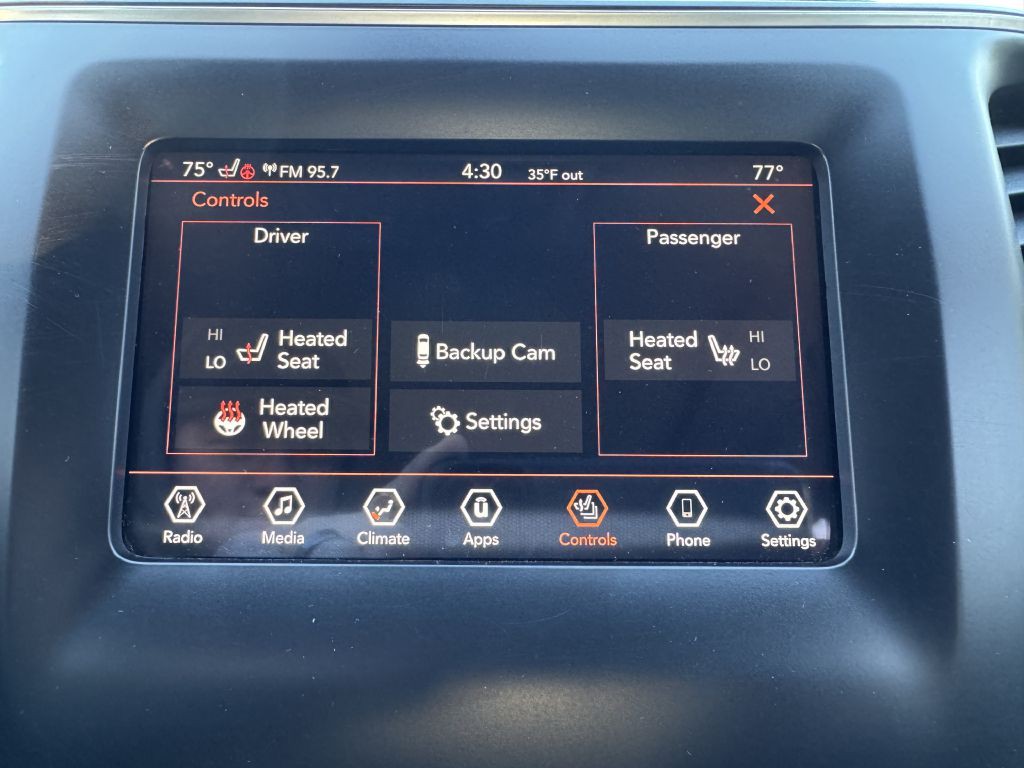 75° FM 95.7 4:30 35°F out 77°
Controls
Driver
Passenger
HI
LO
Heated
Seat
Backup Cam
Heated
Seat
HI
LO
Heated
Wheel
Settings
Radio Media Climate Apps Controls Phone Settings